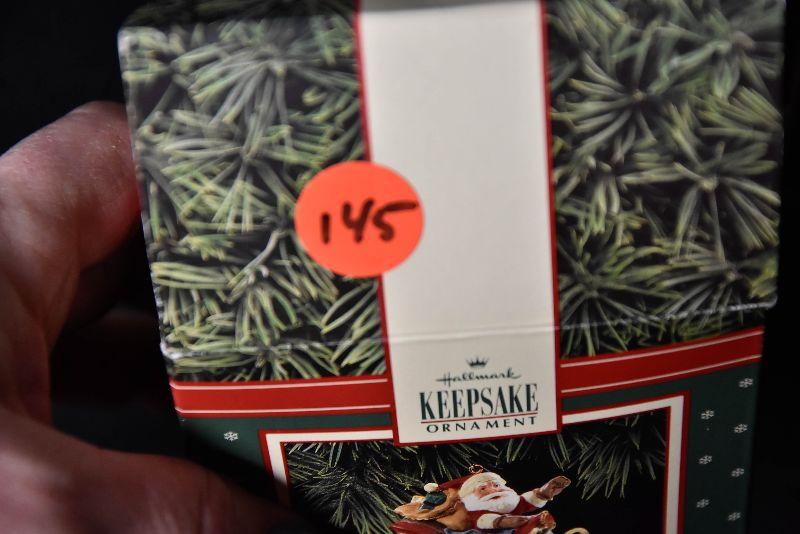 145
Hallmark
KEEPSAKE
ORNAMENT